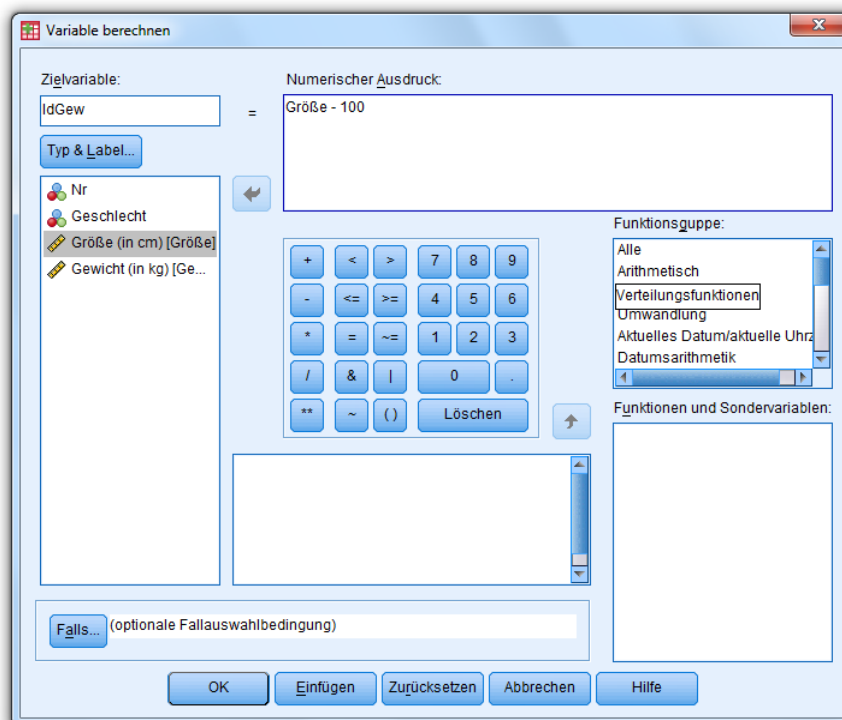 Variable berechnen
Zielvariable:
Numerischer Ausdruck:
IdGew
=
Größe - 100
Typ & Label...
Nr
Geschlecht
Größe (in cm) [Größe]
Gewicht (in kg) [Ge...
+ < > 7 8 9
- <= >= 4 5 6
* = ~= 1 2 3
/ & | 0 .
** ~ ( ) Löschen
Funktionsgruppe:
Alle
Arithmetisch
Verteilungsfunktionen
Umwandlung
Aktuelles Datum/aktuelle Uhrz
Datumsarithmetik
Funktionen und Sondervariablen:
Falls... (optionale Fallauswahlbedingung)
OK Einfügen Zurücksetzen Abbrechen Hilfe